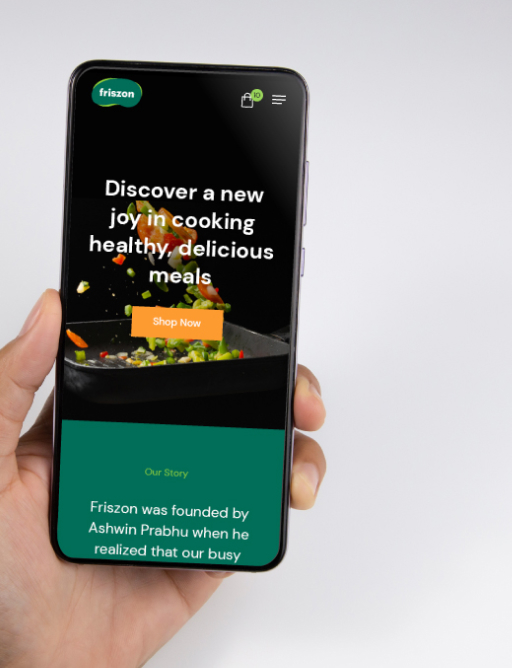 friszon
10
Discover a new
joy in cooking
healthy, delicious
meals
Shop Now
Our Story
Friszon was founded by
Ashwin Prabhu when he
realized that our busy